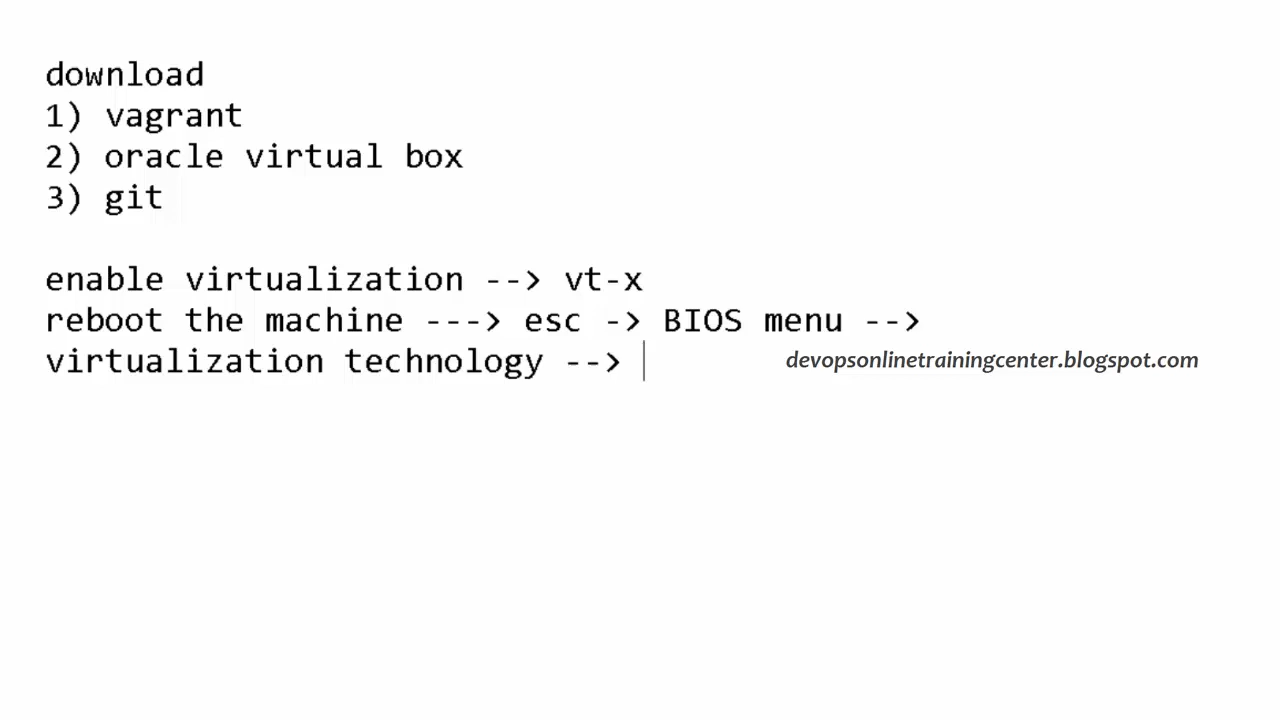 download
1) vagrant
2) oracle virtual box
3) git
enable virtualization --> vt-x
reboot the machine ---> esc -> BIOS menu -->
virtualization technology -->
devopsonlinetrainingcenter.blogspot.com